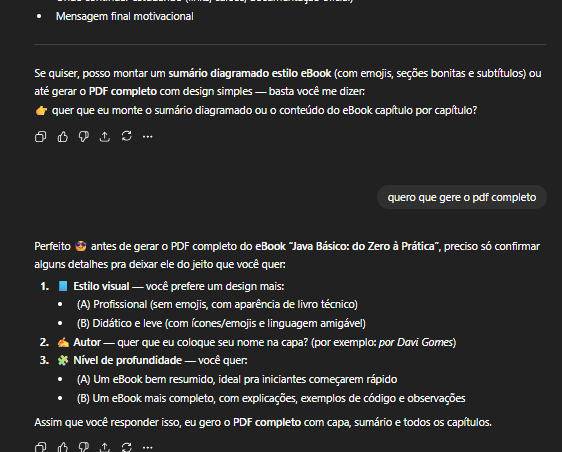 Mensagem final motivacional
Se quiser, posso montar um sumário diagramado estilo eBook (com emojis, seções bonitas e subtítulos) ou
até gerar o PDF completo com design simples — basta você me dizer:
👉 quer que eu monte o sumário diagramado ou o conteúdo do eBook capítulo por capítulo?
quero que gere o pdf completo
Perfeito 😎 antes de gerar o PDF completo do eBook "Java Básico: do Zero à Prática", preciso só confirmar
alguns detalhes pra deixar ele do jeito que você quer:
1. 📘 Estilo visual — você prefere um design mais:
• (A) Profissional (sem emojis, com aparência de livro técnico)
• (B) Didático e leve (com ícones/emojis e linguagem amigável)
2. ✍️ Autor — quer que eu coloque seu nome na capa? (por exemplo: por Davi Gomes)
3. 🧩 Nível de profundidade — você quer:
• (A) Um eBook bem resumido, ideal pra iniciantes começarem rápido
• (B) Um eBook mais completo, com explicações, exemplos de código e observações
Assim que você responder isso, eu gero o PDF completo com capa, sumário e todos os capítulos.